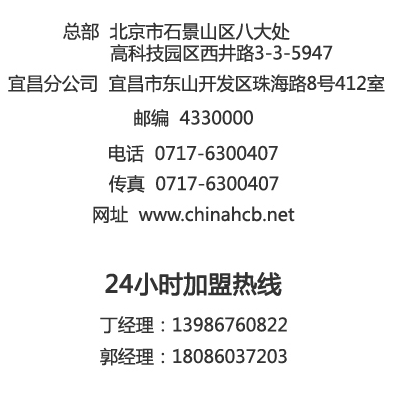 总部 北京市石景山区八大处
高科技园区西井路3-3-5947
宜昌分公司 宜昌市东山开发区珠海路8号412室
邮编 4330000
电话 0717-6300407
传真 0717-6300407
网址 www.chinahcb.net
24小时加盟热线
丁经理：13986760822
郭经理：18086037203